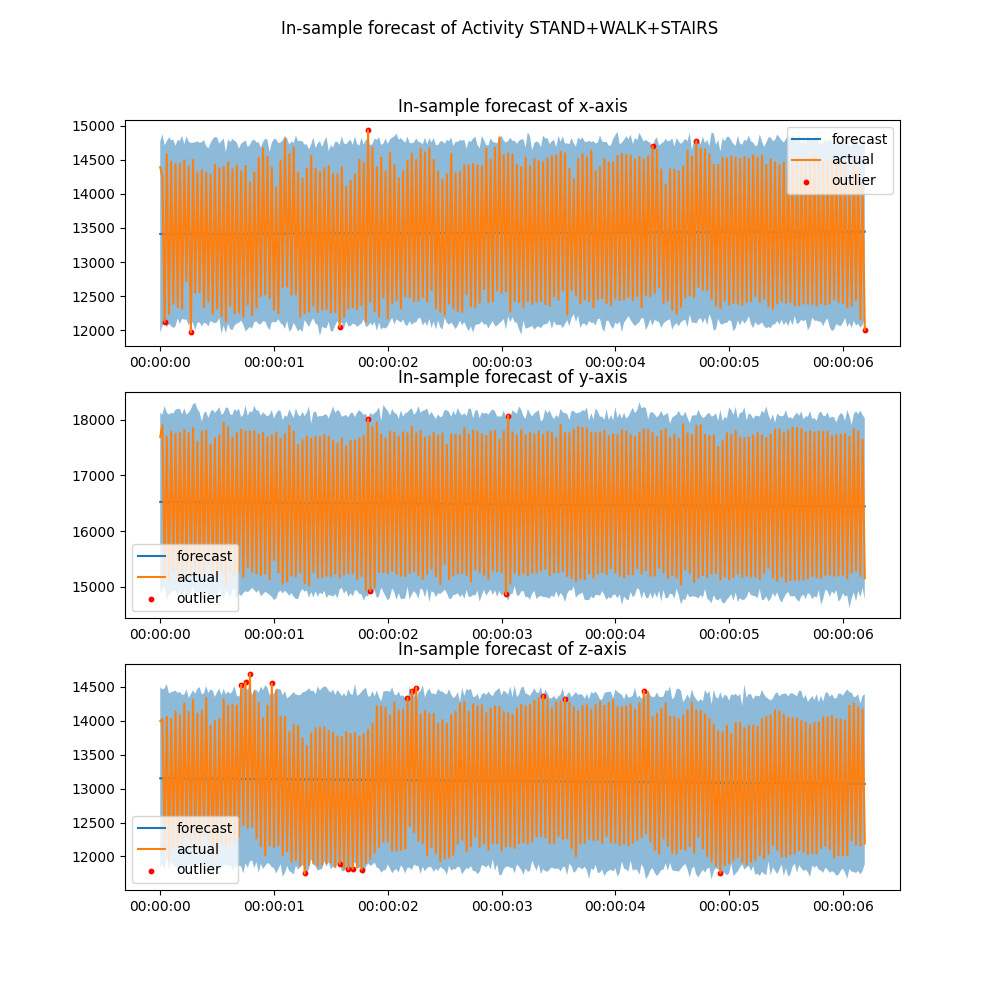 In-sample forecast of Activity STAND+WALK+STAIRS
In-sample forecast of x-axis
15000
14500
14000
13500
13000
12500
12000
forecast
actual
outlier
00:00:00 00:00:01 00:00:02 00:00:03 00:00:04 00:00:05 00:00:06
In-sample forecast of y-axis
18000
17000
16000
15000
forecast
actual
outlier
00:00:00 00:00:01 00:00:02 00:00:03 00:00:04 00:00:05 00:00:06
In-sample forecast of z-axis
14500
14000
13500
13000
12500
12000
forecast
actual
outlier
00:00:00 00:00:01 00:00:02 00:00:03 00:00:04 00:00:05 00:00:06